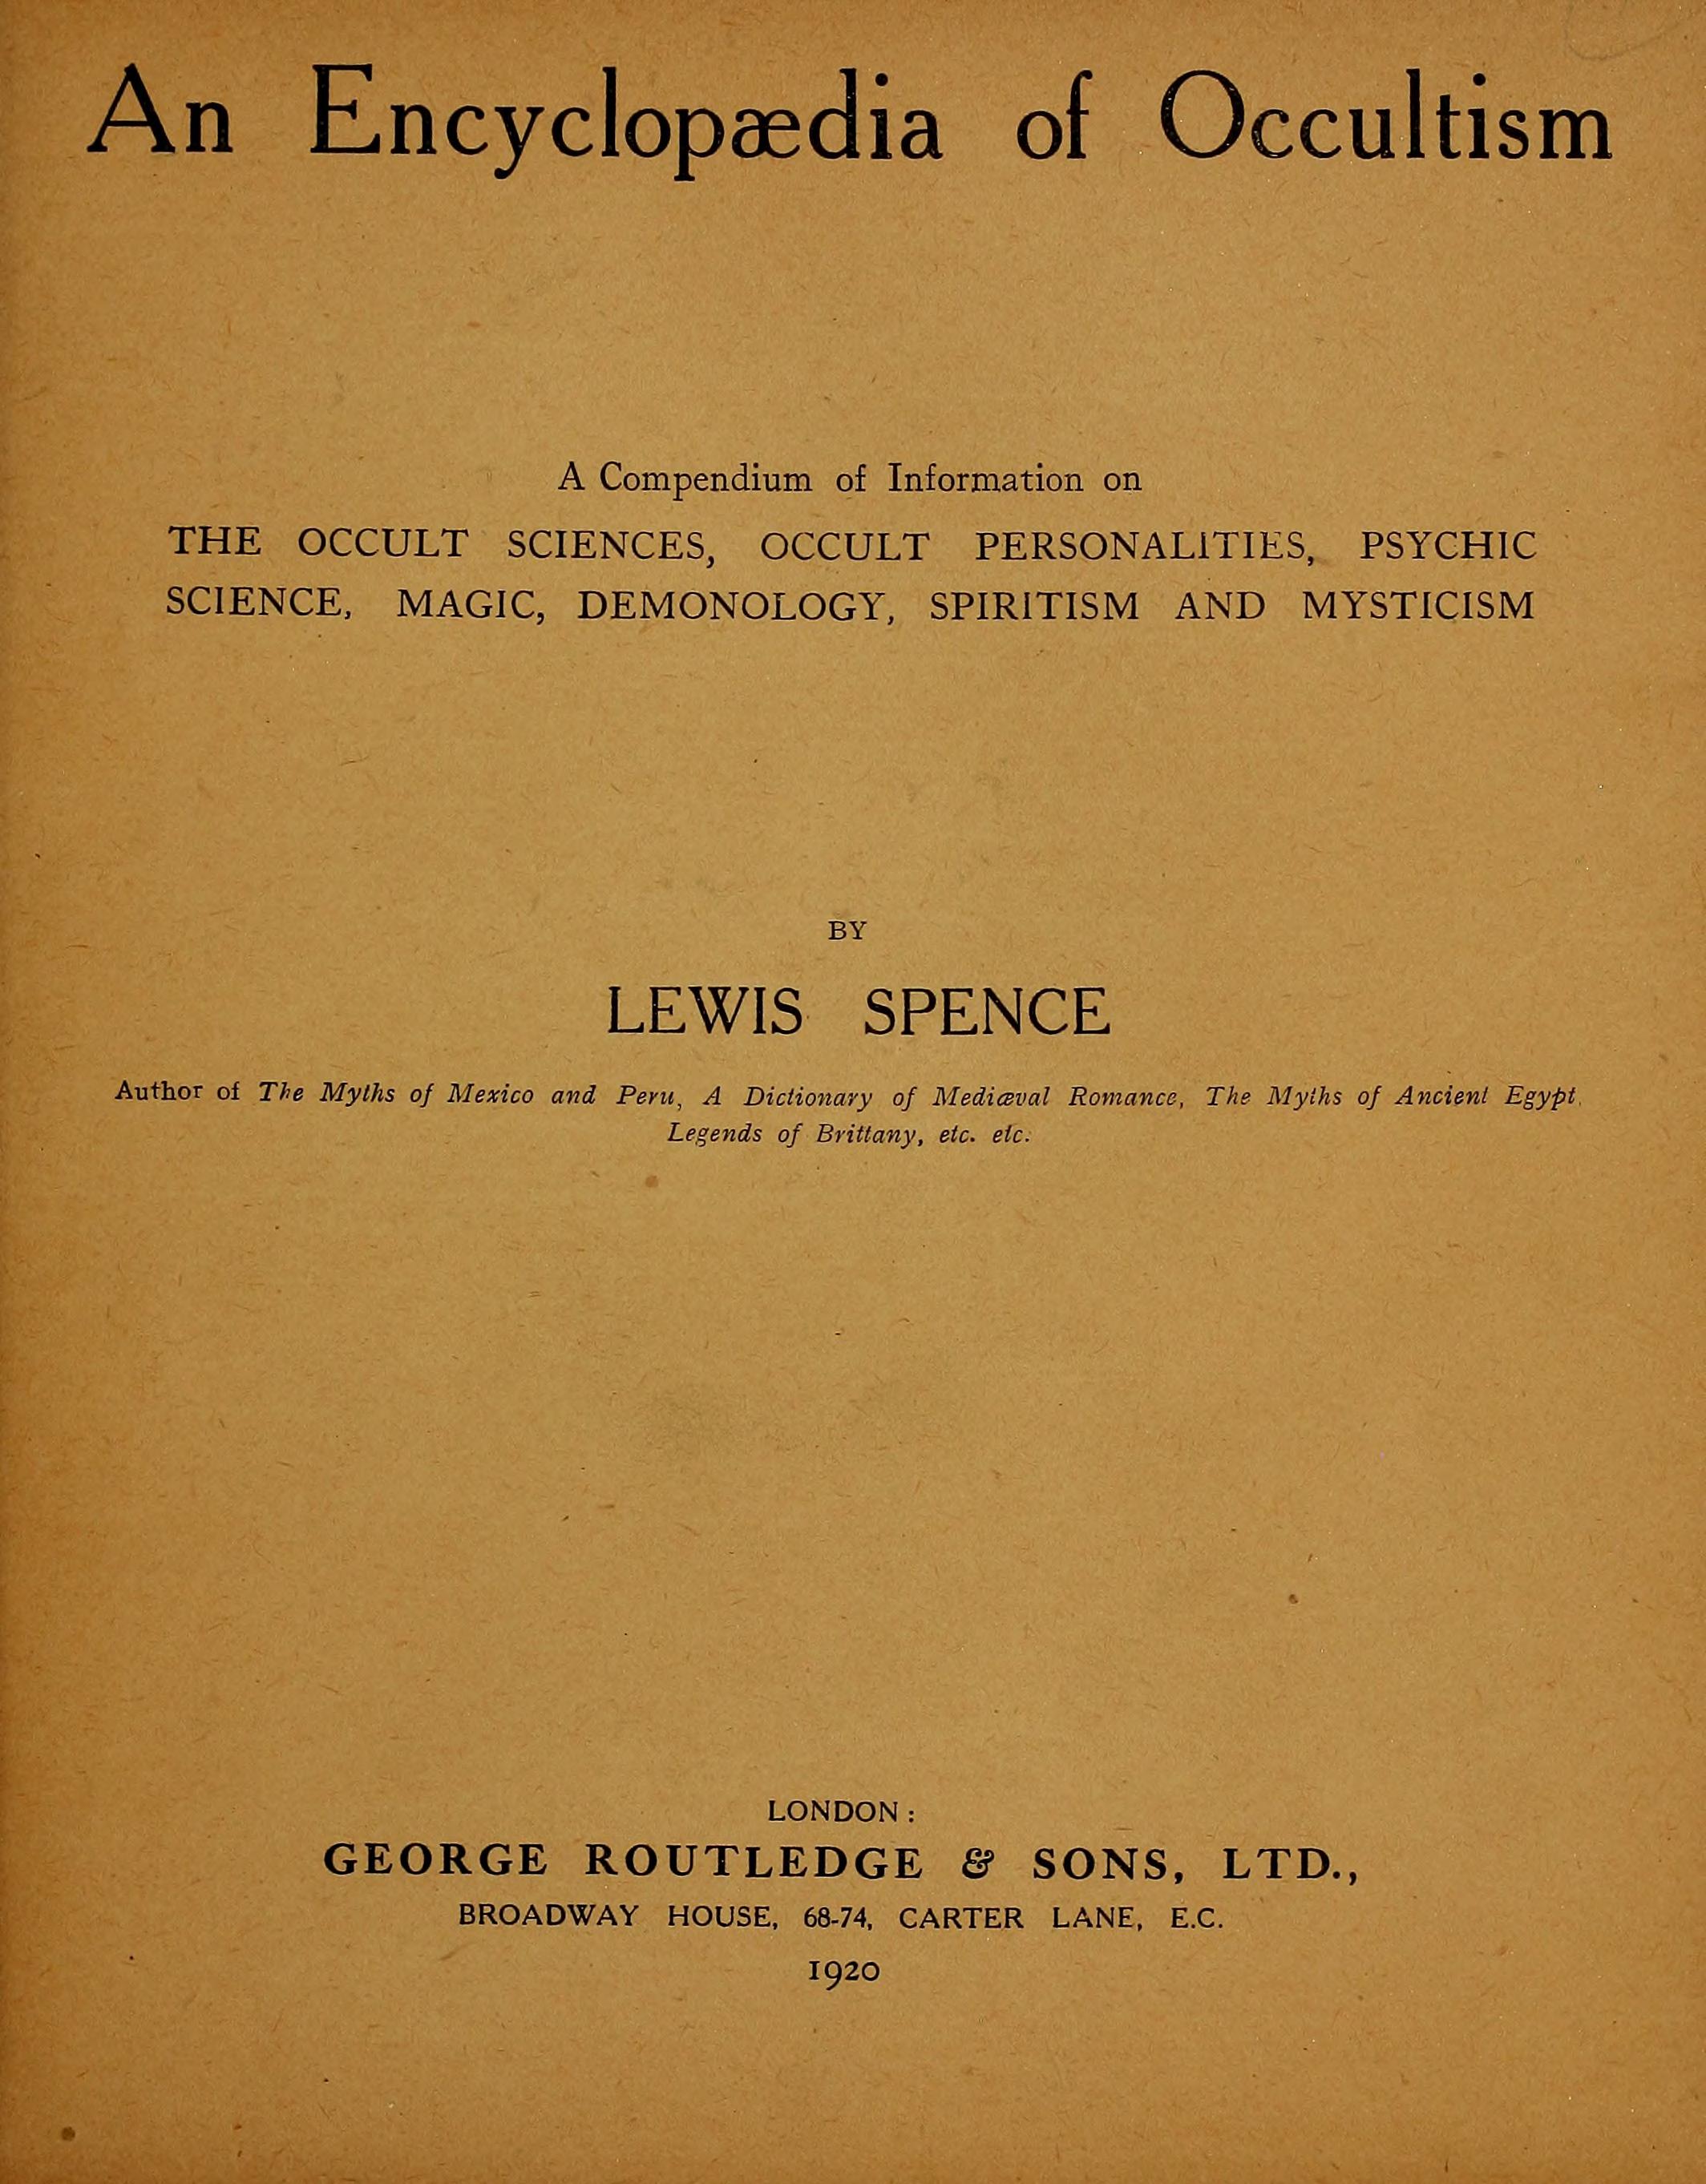 An Encyclopædia of Occultism
A Compendium of Information on
THE OCCULT SCIENCES, OCCULT PERSONALITIES, PSYCHIC
SCIENCE, MAGIC, DEMONOLOGY, SPIRITISM AND MYSTICISM
BY
LEWIS SPENCE
Author of The Myths of Mexico and Peru, A Dictionary of Mediæval Romance, The Myths of Ancient Egypt,
Legends of Brittany, etc. etc.
LONDON:
GEORGE ROUTLEDGE & SONS, LTD.,
BROADWAY HOUSE, 68-74, CARTER LANE, E.C.
1920